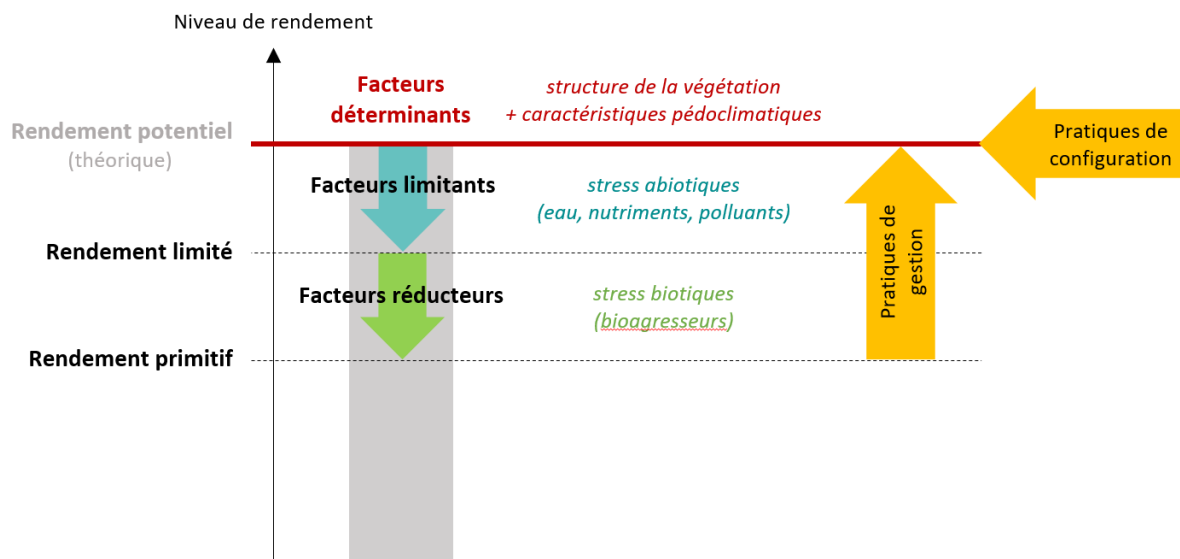 Niveau de rendement
Facteurs
déterminants
structure de la végétation
+ caractéristiques pédoclimatiques
Rendement potentiel
(théorique)
Pratiques de
configuration
Facteurs limitants
stress abiotiques
(eau, nutriments, polluants)
Rendement limité
Pratiques de
gestion
Facteurs réducteurs
stress biotiques
(bioagresseurs)
Rendement primitif